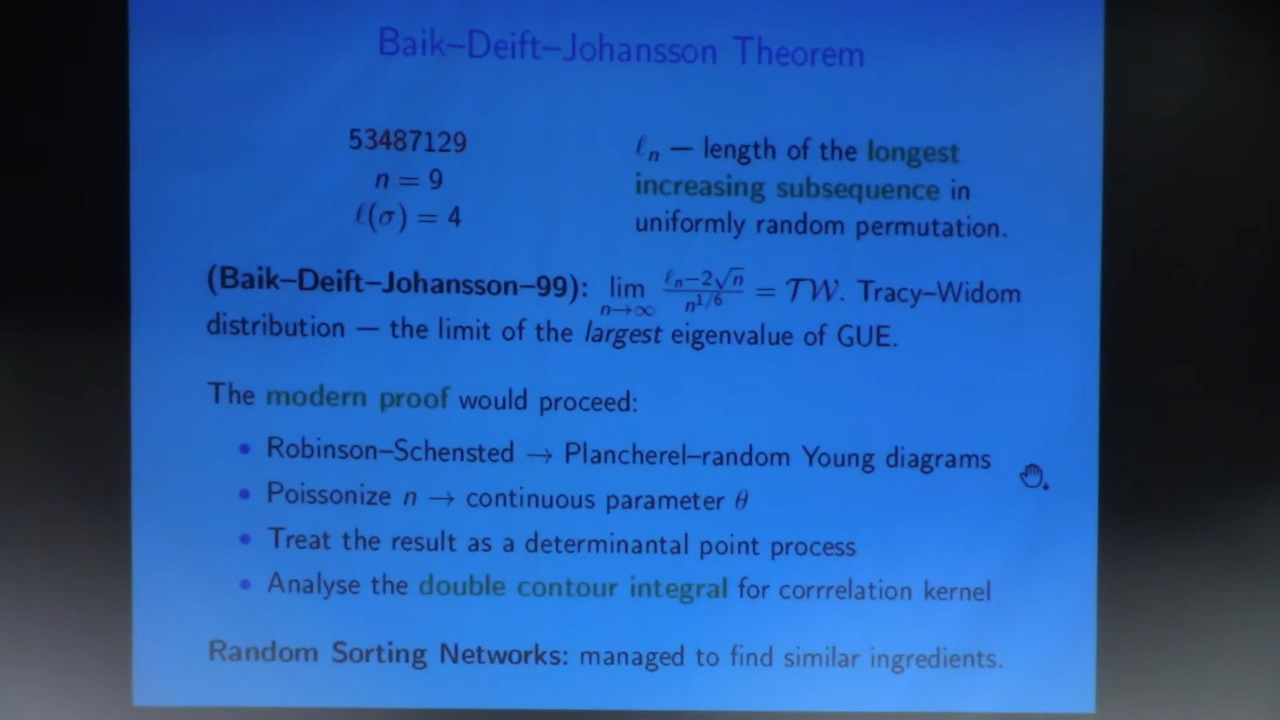 Baik–Deift–Johansson Theorem
53487129
n = 9
ℓ(σ) = 4
ℓₙ — length of the longest
increasing subsequence in
uniformly random permutation.
(Baik–Deift–Johansson–99): lim_{n→∞} (ℓₙ−2√n)/n^{1/6} = 𝒯𝒲. Tracy–Widom
distribution — the limit of the largest eigenvalue of GUE.
The modern proof would proceed:
• Robinson–Schensted → Plancherel–random Young diagrams
• Poissonize n → continuous parameter θ
• Treat the result as a determinantal point process
• Analyse the double contour integral for corrrelation kernel
Random Sorting Networks: managed to find similar ingredients.